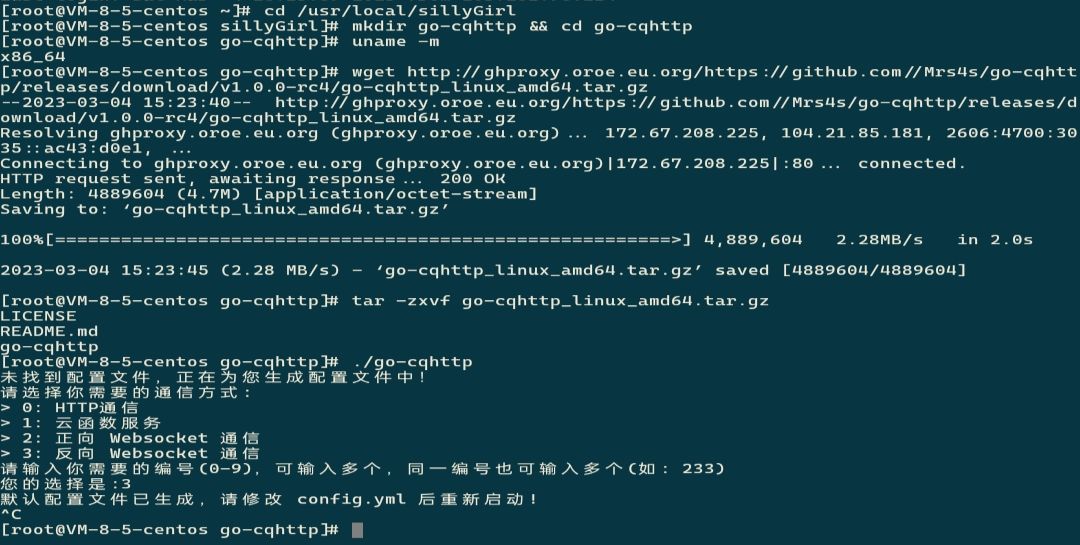 [root@VM-8-5-centos ~]# cd /usr/local/sillyGirl
[root@VM-8-5-centos sillyGirl]# mkdir go-cqhttp && cd go-cqhttp
[root@VM-8-5-centos go-cqhttp]# uname -m
x86_64
[root@VM-8-5-centos go-cqhttp]# wget http://ghproxy.oroe.eu.org/https://github.com//Mrs4s/go-cqhtt
p/releases/download/v1.0.0-rc4/go-cqhttp_linux_amd64.tar.gz
--2023-03-04 15:23:40--  http://ghproxy.oroe.eu.org/https://github.com//Mrs4s/go-cqhttp/releases/d
ownload/v1.0.0-rc4/go-cqhttp_linux_amd64.tar.gz
Resolving ghproxy.oroe.eu.org (ghproxy.oroe.eu.org)... 172.67.208.225, 104.21.85.181, 2606:4700:30
35::ac43:d0e1, ...
Connecting to ghproxy.oroe.eu.org (ghproxy.oroe.eu.org)|172.67.208.225|:80... connected.
HTTP request sent, awaiting response... 200 OK
Length: 4889604 (4.7M) [application/octet-stream]
Saving to: ‘go-cqhttp_linux_amd64.tar.gz’
100%[========================================================>] 4,889,604   2.28MB/s   in 2.0s
2023-03-04 15:23:45 (2.28 MB/s) - ‘go-cqhttp_linux_amd64.tar.gz’ saved [4889604/4889604]
[root@VM-8-5-centos go-cqhttp]# tar -zxvf go-cqhttp_linux_amd64.tar.gz
LICENSE
README.md
go-cqhttp
[root@VM-8-5-centos go-cqhttp]# ./go-cqhttp
未找到配置文件，正在为您生成配置文件中！
请选择你需要的通信方式：
> 0: HTTP通信
> 1: 云函数服务
> 2: 正向 Websocket 通信
> 3: 反向 Websocket 通信
请输入你需要的编号(0-9)，可输入多个，同一编号也可输入多个(如: 233)
您的选择是:3
默认配置文件已生成，请修改 config.yml 后重新启动！
^C
[root@VM-8-5-centos go-cqhttp]#